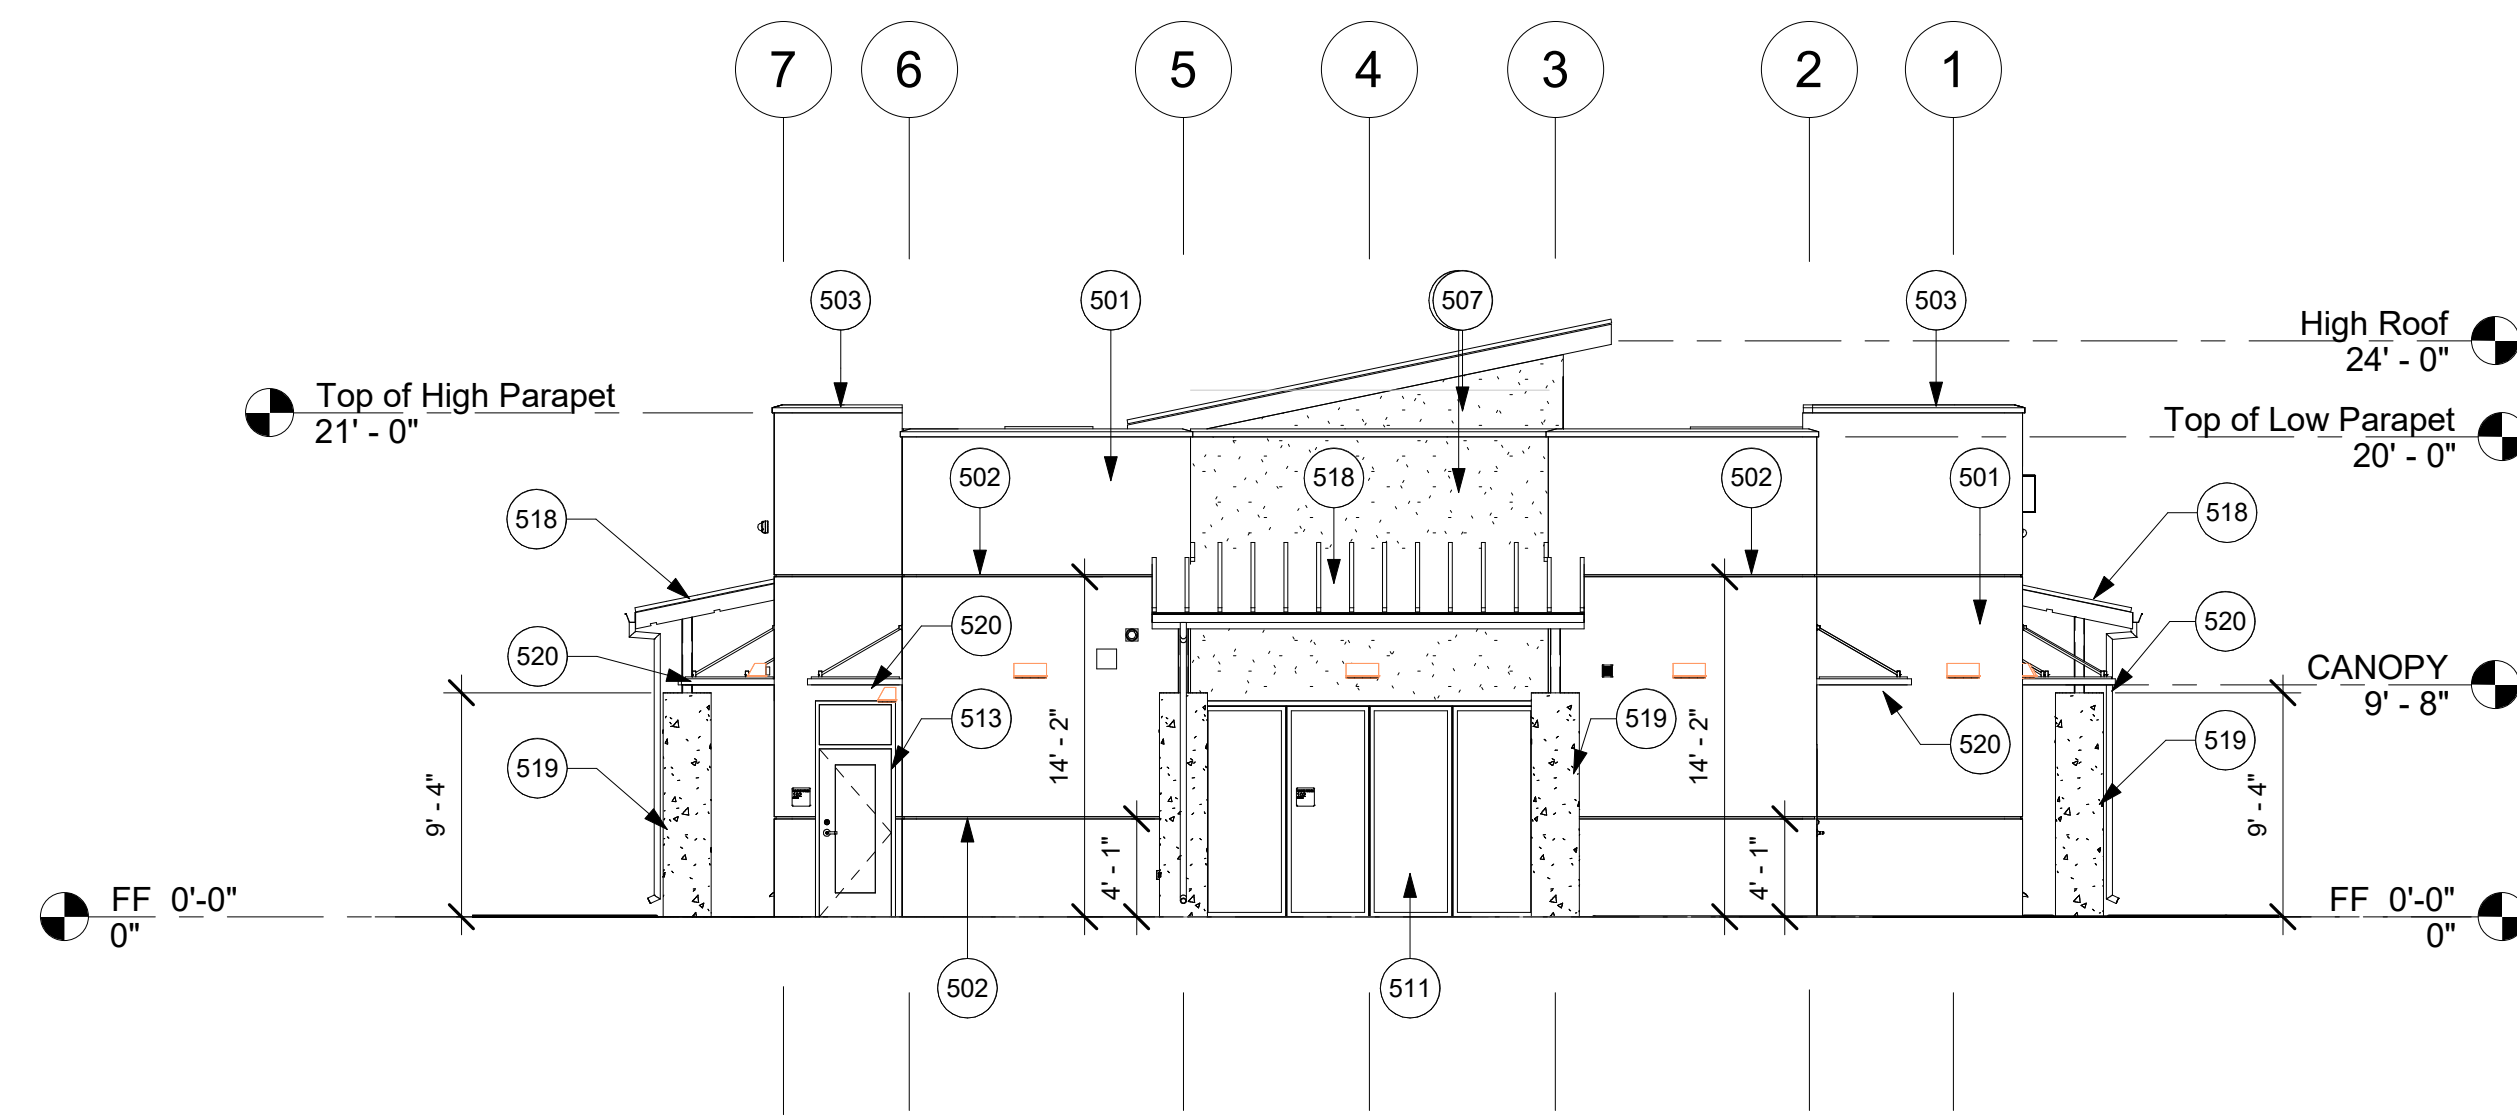 7 6 5 4 3 2 1
503 501 507 503
High Roof
24' - 0"
Top of High Parapet
21' - 0"
Top of Low Parapet
20' - 0"
502 518 502 501
518 518
520 520 520
CANOPY
9' - 8"
513 519
14' - 2" 14' - 2"
519 520 519
9' - 4" 9' - 4"
4' - 1" 4' - 1"
FF 0'-0"
0"
FF 0'-0"
0"
502 511
520